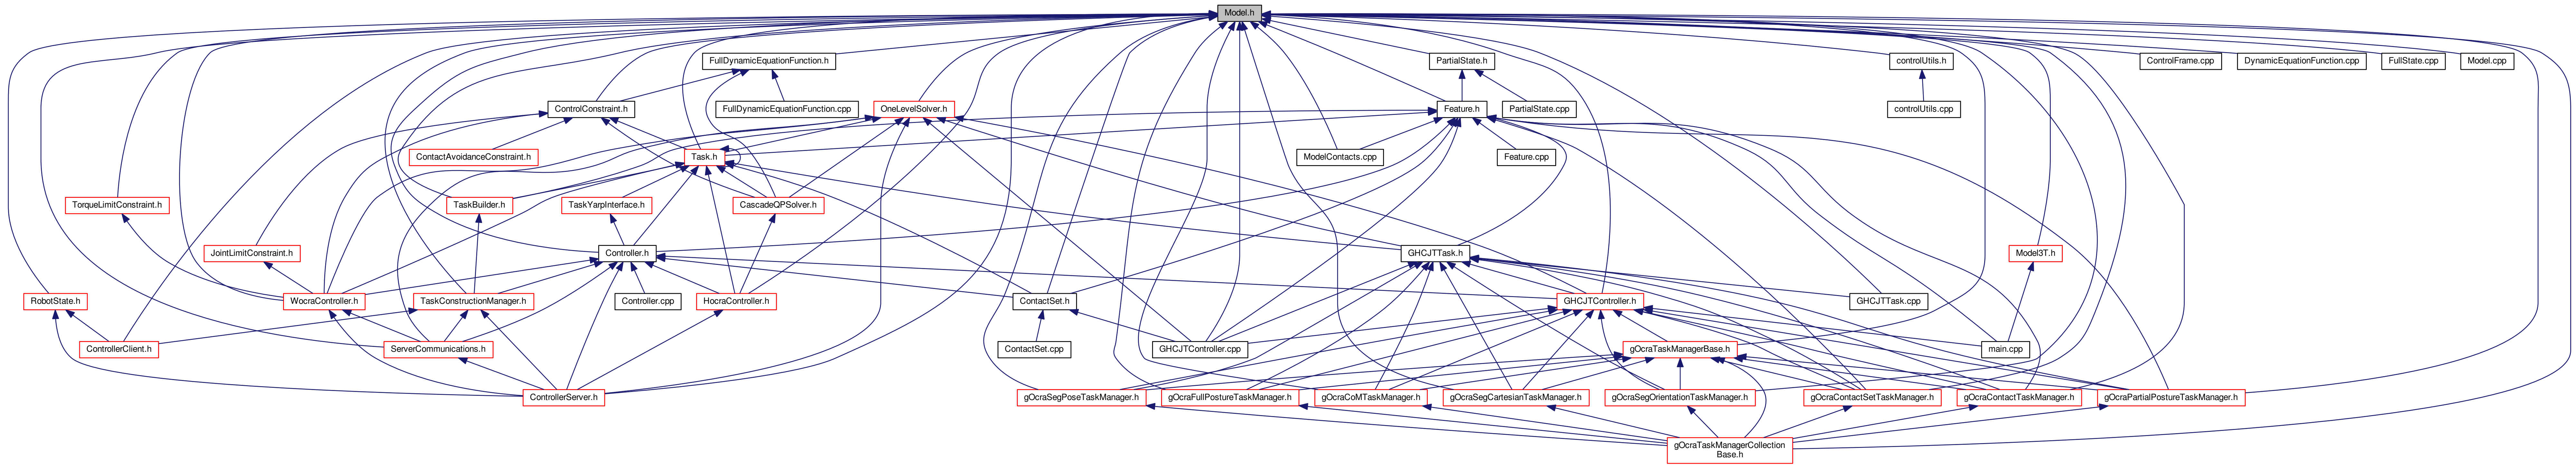 Model.h
FullDynamicEquationFunction.h
PartialState.h
controlUtils.h
ControlFrame.cpp
DynamicEquationFunction.cpp
FullState.cpp
Model.cpp
ControlConstraint.h
FullDynamicEquationFunction.cpp
OneLevelSolver.h
Feature.h
PartialState.cpp
controlUtils.cpp
ContactAvoidanceConstraint.h
Task.h
ModelContacts.cpp
Feature.cpp
TorqueLimitConstraint.h
TaskBuilder.h
TaskYarpInterface.h
CascadeQPSolver.h
JointLimitConstraint.h
Controller.h
GHCJTTask.h
Model3T.h
RobotState.h
WocraController.h
TaskConstructionManager.h
Controller.cpp
HocraController.h
ContactSet.h
GHCJTController.h
GHCJTTask.cpp
ControllerClient.h
ServerCommunications.h
ContactSet.cpp
GHCJTController.cpp
gOcraTaskManagerBase.h
main.cpp
ControllerServer.h
gOcraSegPoseTaskManager.h
gOcraFullPostureTaskManager.h
gOcraCoMTaskManager.h
gOcraSegCartesianTaskManager.h
gOcraSegOrientationTaskManager.h
gOcraContactSetTaskManager.h
gOcraContactTaskManager.h
gOcraPartialPostureTaskManager.h
gOcraTaskManagerCollection
Base.h